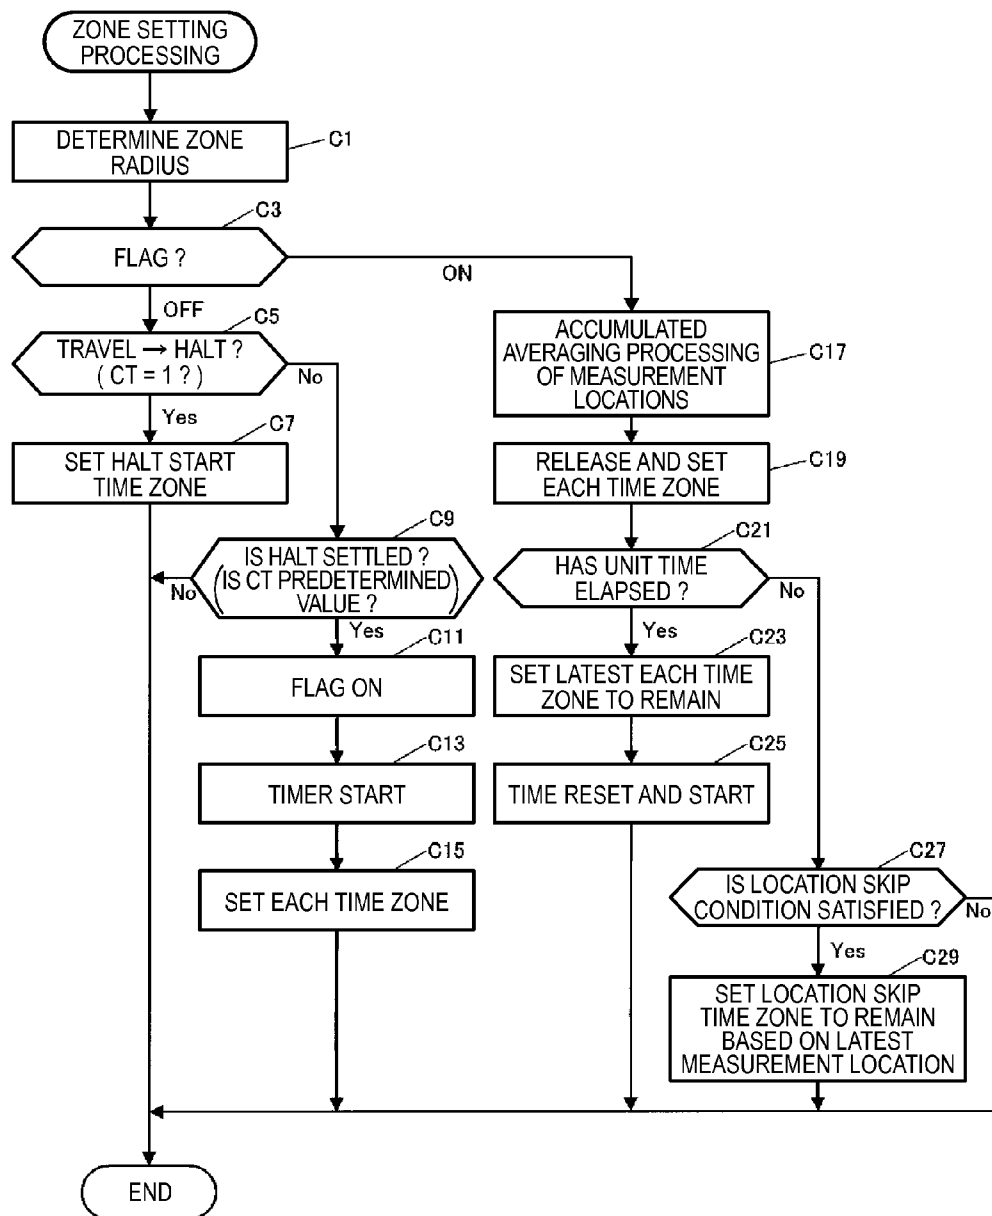 ZONE SETTING
PROCESSING
DETERMINE ZONE
RADIUS
C1
C3
FLAG ?
ON
OFF
C5
TRAVEL → HALT ?
( CT = 1 ? )
No
Yes
C7
SET HALT START
TIME ZONE
C9
IS HALT SETTLED ?
(IS CT PREDETERMINED
VALUE ? )
No
Yes
C11
FLAG ON
C13
TIMER START
C15
SET EACH TIME ZONE
ACCUMULATED
AVERAGING PROCESSING
OF MEASUREMENT
LOCATIONS
C17
RELEASE AND SET
EACH TIME ZONE
C19
C21
HAS UNIT TIME
ELAPSED ?
No
Yes
C23
SET LATEST EACH TIME
ZONE TO REMAIN
C25
TIME RESET AND START
C27
IS LOCATION SKIP
CONDITION SATISFIED ?
No
Yes
C29
SET LOCATION SKIP
TIME ZONE TO REMAIN
BASED ON LATEST
MEASUREMENT LOCATION
END